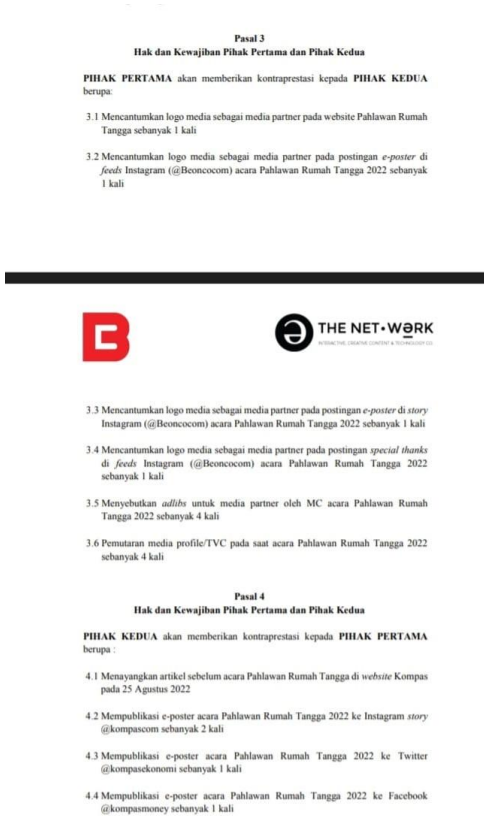 Pasal 3
Hak dan Kewajiban Pihak Pertama dan Pihak Kedua
PIHAK PERTAMA akan memberikan kontraprestasi kepada PIHAK KEDUA
berupa:
3.1 Mencantumkan logo media sebagai media partner pada website Pahlawan Rumah
Tangga sebanyak 1 kali
3.2 Mencantumkan logo media sebagai media partner pada postingan e-poster di
feeds Instagram (@Beoncocom) acara Pahlawan Rumah Tangga 2022 sebanyak
1 kali
THE NET•WƏRK
INTERACTIVE, CREATIVE CONTENT & TECHNOLOGY CO.
3.3 Mencantumkan logo media sebagai media partner pada postingan e-poster di story
Instagram (@Beoncocom) acara Pahlawan Rumah Tangga 2022 sebanyak 1 kali
3.4 Mencantumkan logo media sebagai media partner pada postingan special thanks
di feeds Instagram (@Beoncocom) acara Pahlawan Rumah Tangga 2022
sebanyak 1 kali
3.5 Menyebutkan adlibs untuk media partner oleh MC acara Pahlawan Rumah
Tangga 2022 sebanyak 4 kali
3.6 Pemutaran media profile/TVC pada saat acara Pahlawan Rumah Tangga 2022
sebanyak 4 kali
Pasal 4
Hak dan Kewajiban Pihak Pertama dan Pihak Kedua
PIHAK KEDUA akan memberikan kontraprestasi kepada PIHAK PERTAMA
berupa :
4.1 Menayangkan artikel sebelum acara Pahlawan Rumah Tangga di website Kompas
pada 25 Agustus 2022
4.2 Mempublikasi e-poster acara Pahlawan Rumah Tangga 2022 ke Instagram story
@kompascom sebanyak 2 kali
4.3 Mempublikasi e-poster acara Pahlawan Rumah Tangga 2022 ke Twitter
@kompasekonomi sebanyak 1 kali
4.4 Mempublikasi e-poster acara Pahlawan Rumah Tangga 2022 ke Facebook
@kompasmoney sebanyak 1 kali